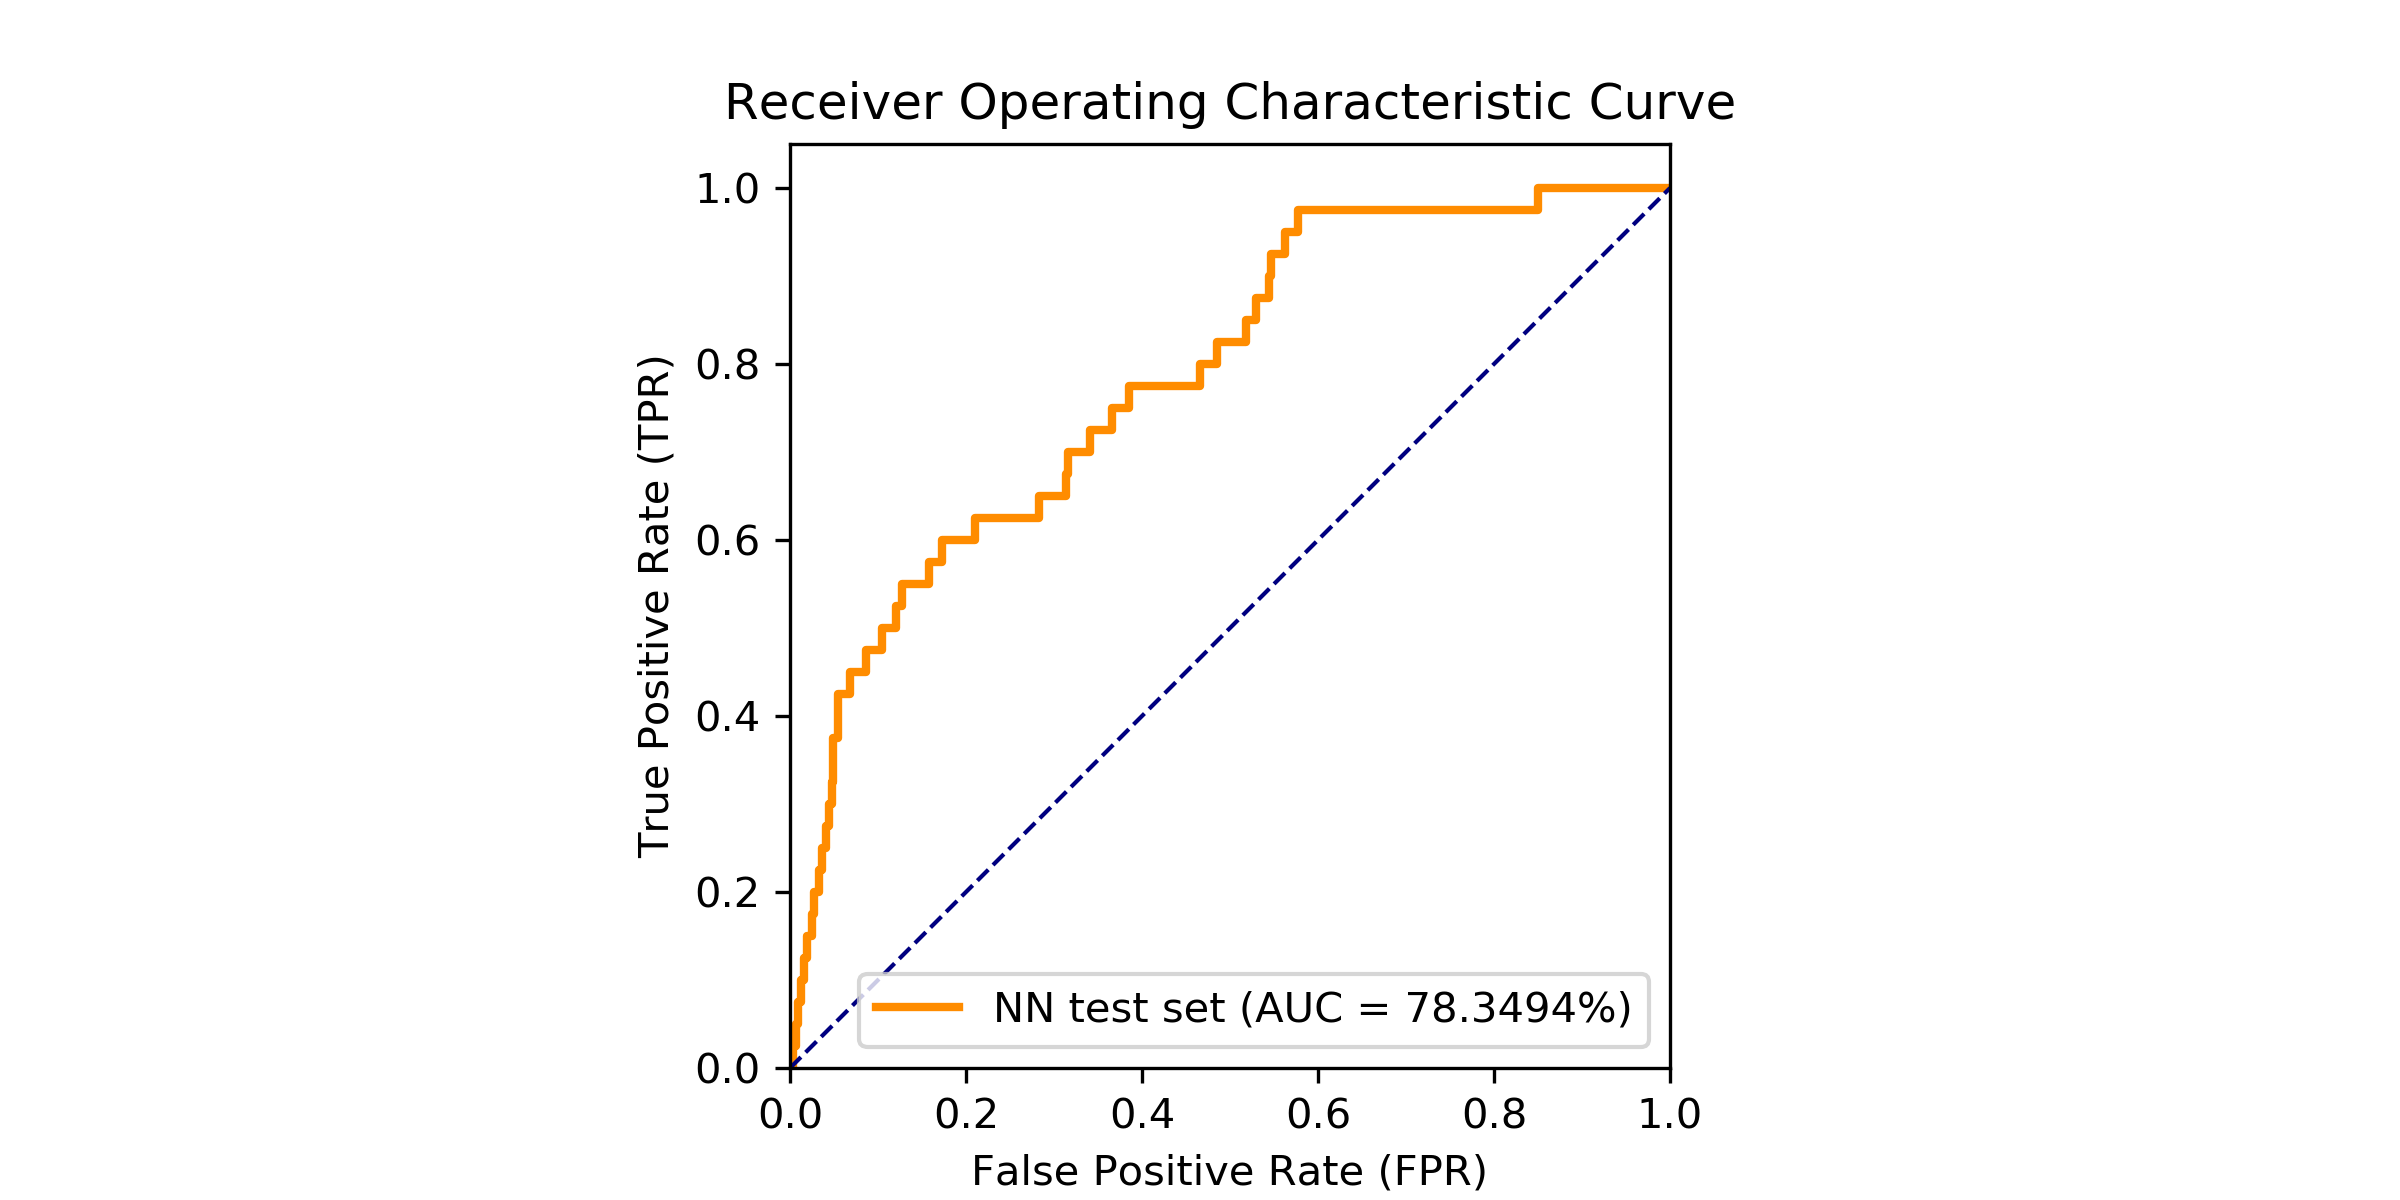 Receiver Operating Characteristic Curve
1.0
0.8
0.6
0.4
0.2
0.0
True Positive Rate (TPR)
NN test set (AUC = 78.3494%)
0.0 0.2 0.4 0.6 0.8 1.0
False Positive Rate (FPR)